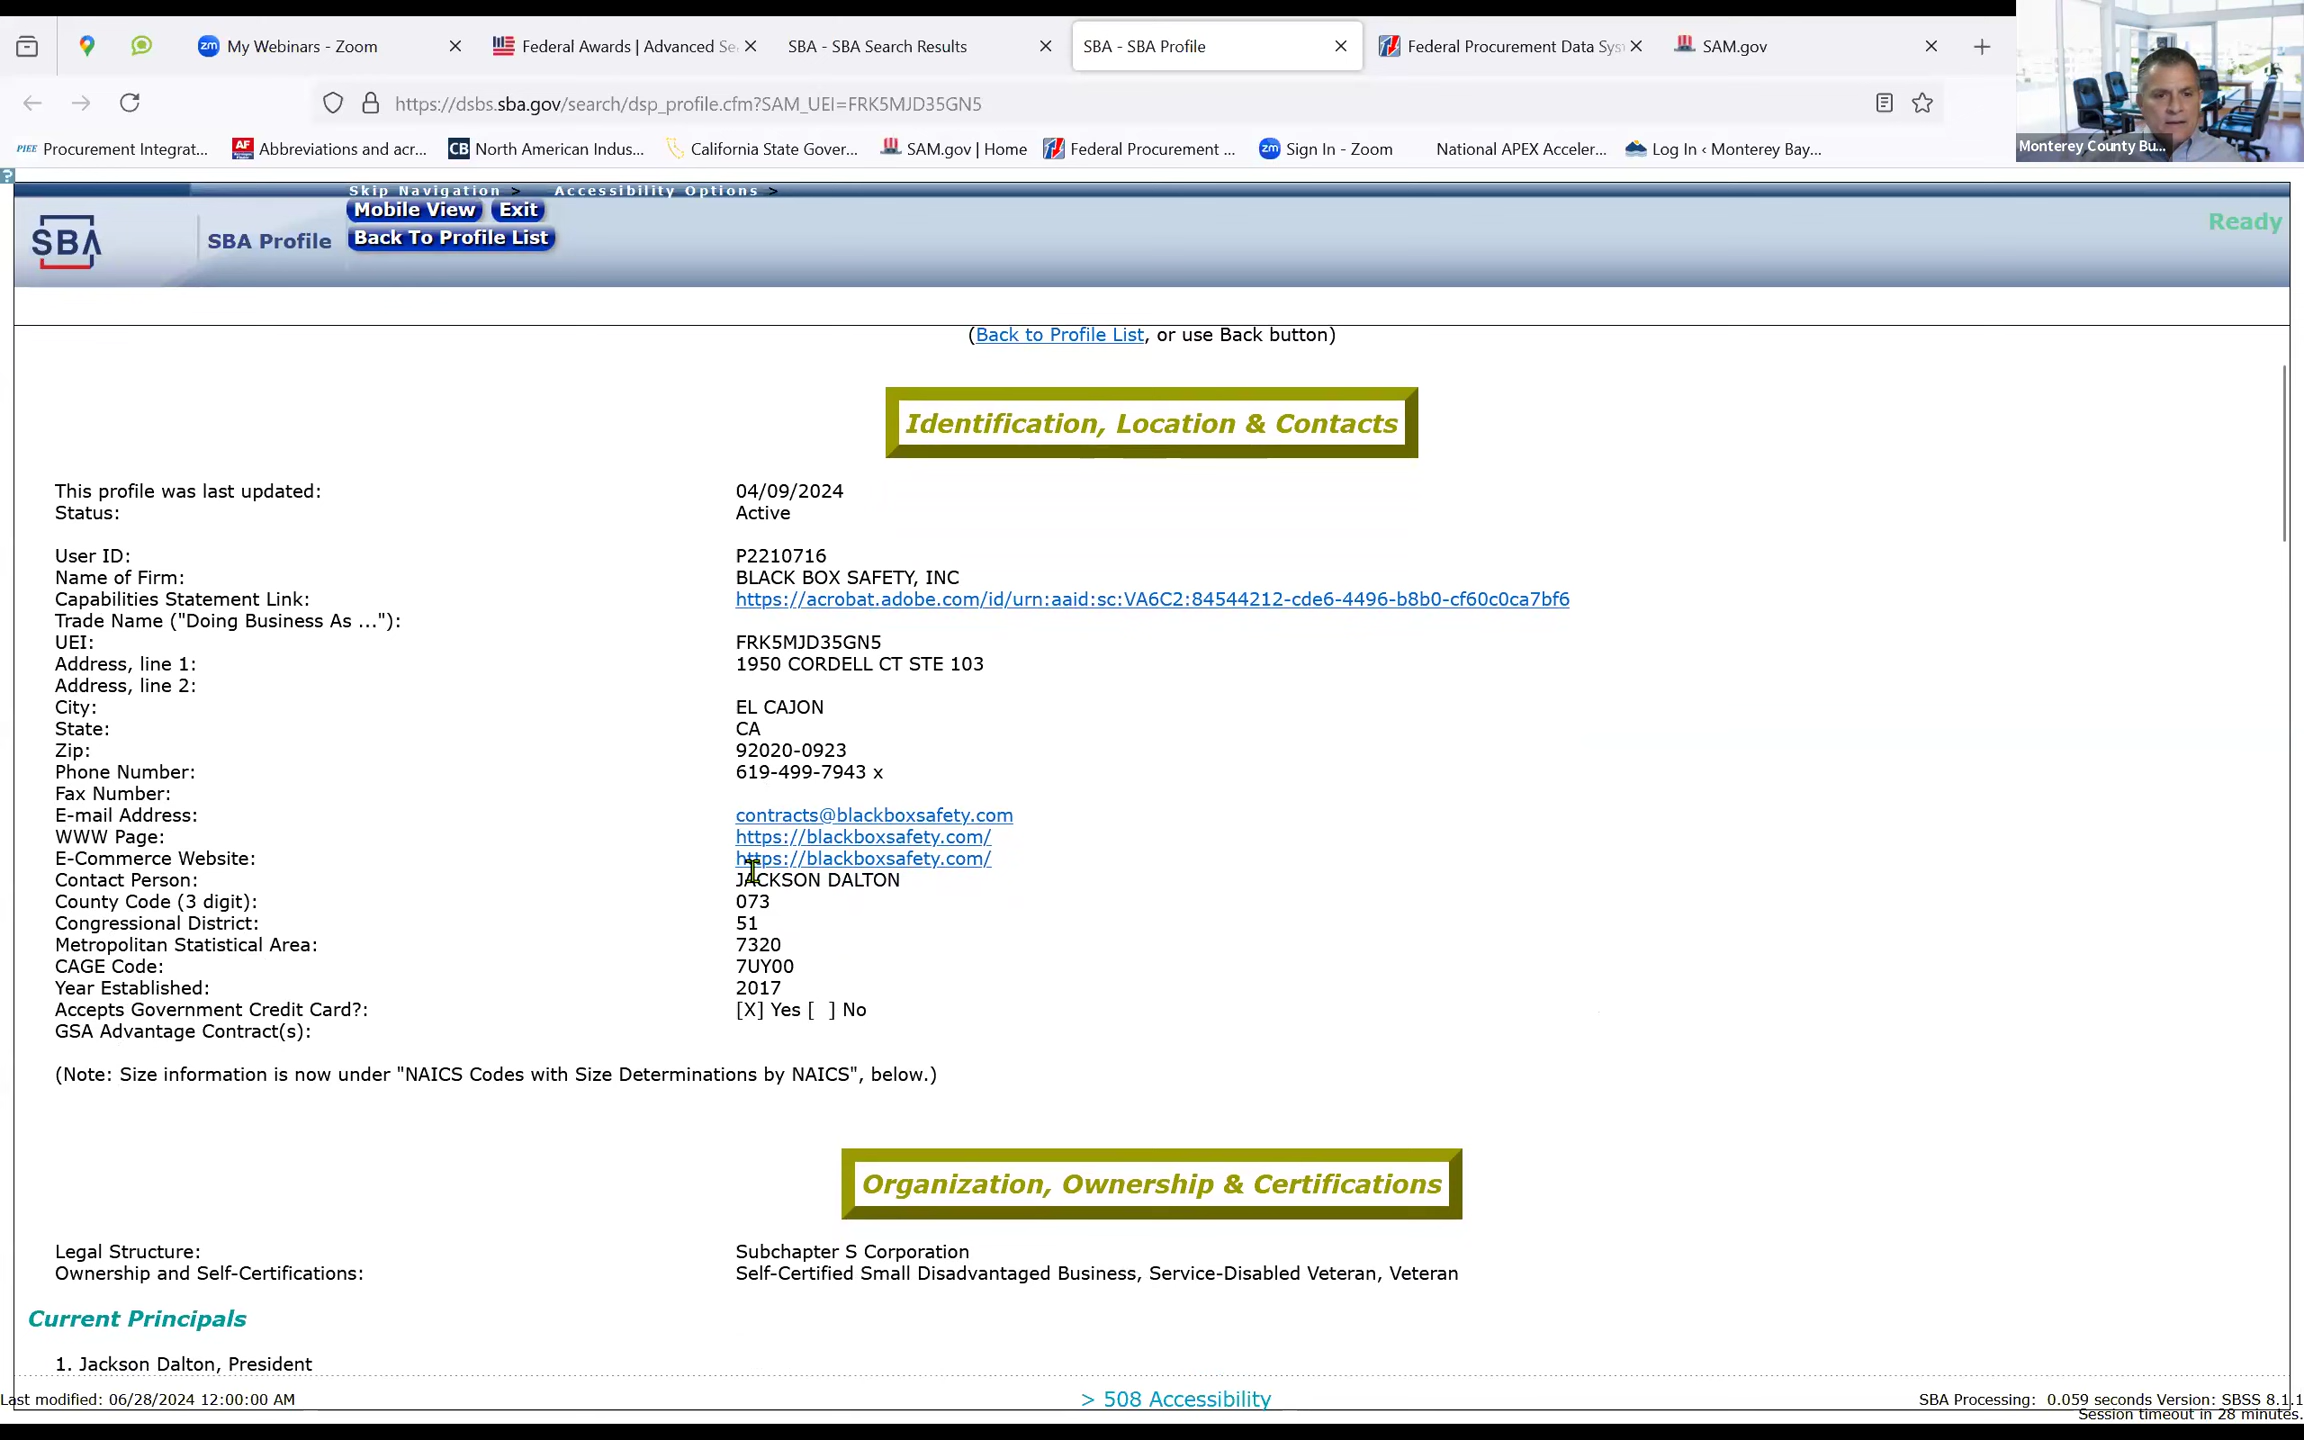 My Webinars - Zoom
Federal Awards | Advanced Se
SBA - SBA Search Results
SBA - SBA Profile
Federal Procurement Data Sys
SAM.gov
https://dsbs.sba.gov/search/dsp_profile.cfm?SAM_UEI=FRK5MJD35GN5
PIEE Procurement Integrat...
AF Abbreviations and acr...
CB North American Indus...
California State Gover...
SAM.gov | Home
Federal Procurement ...
zm Sign In - Zoom
National APEX Acceler...
Log In ‹ Monterey Bay...
Monterey County Bu...
?
Skip Navigation > Accessibility Options >
Mobile View Exit
Back To Profile List
SBA
SBA Profile
Ready
(Back to Profile List, or use Back button)
Identification, Location & Contacts
This profile was last updated: 04/09/2024
Status: Active
User ID: P2210716
Name of Firm: BLACK BOX SAFETY, INC
Capabilities Statement Link: https://acrobat.adobe.com/id/urn:aaid:sc:VA6C2:84544212-cde6-4496-b8b0-cf60c0ca7bf6
Trade Name ("Doing Business As ..."):
UEI: FRK5MJD35GN5
Address, line 1: 1950 CORDELL CT STE 103
Address, line 2:
City: EL CAJON
State: CA
Zip: 92020-0923
Phone Number: 619-499-7943 x
Fax Number:
E-mail Address: contracts@blackboxsafety.com
WWW Page: https://blackboxsafety.com/
E-Commerce Website: https://blackboxsafety.com/
Contact Person: JACKSON DALTON
County Code (3 digit): 073
Congressional District: 51
Metropolitan Statistical Area: 7320
CAGE Code: 7UY00
Year Established: 2017
Accepts Government Credit Card?: [X] Yes [ ] No
GSA Advantage Contract(s):
(Note: Size information is now under "NAICS Codes with Size Determinations by NAICS", below.)
Organization, Ownership & Certifications
Legal Structure: Subchapter S Corporation
Ownership and Self-Certifications: Self-Certified Small Disadvantaged Business, Service-Disabled Veteran, Veteran
Current Principals
1. Jackson Dalton, President
Last modified: 06/28/2024 12:00:00 AM
> 508 Accessibility
SBA Processing: 0.059 seconds Version: SBSS 8.1.1
Session timeout in 28 minutes.